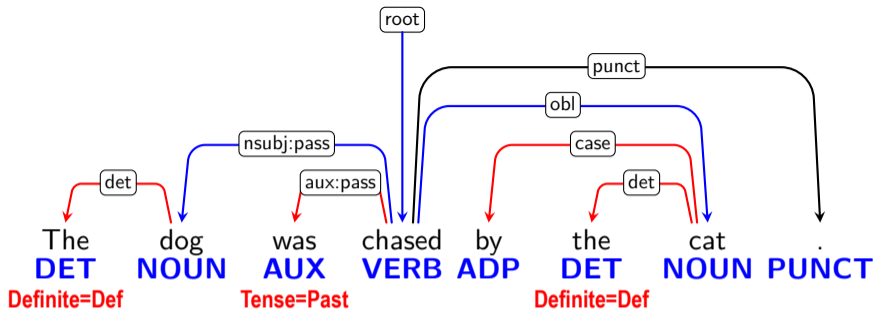 root
punct
obl
nsubj:pass case
det aux:pass det
The dog was chased by the cat .
DET NOUN AUX VERB ADP DET NOUN PUNCT
Definite=Def Tense=Past Definite=Def